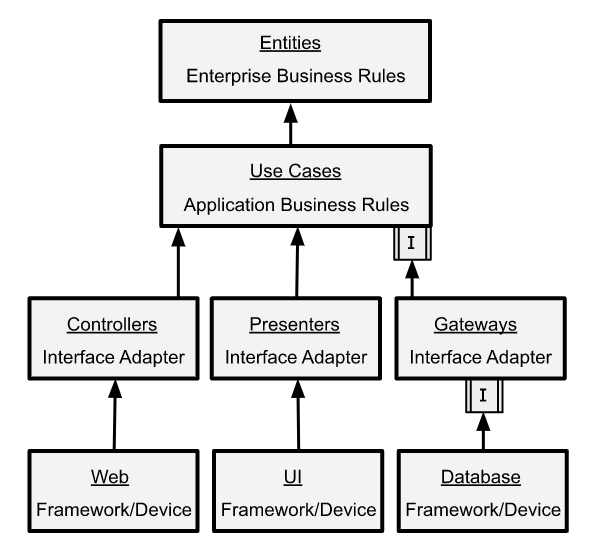 Entities
Enterprise Business Rules
Use Cases
Application Business Rules
I
Controllers
Interface Adapter
Presenters
Interface Adapter
Gateways
Interface Adapter
I
Web
Framework/Device
UI
Framework/Device
Database
Framework/Device